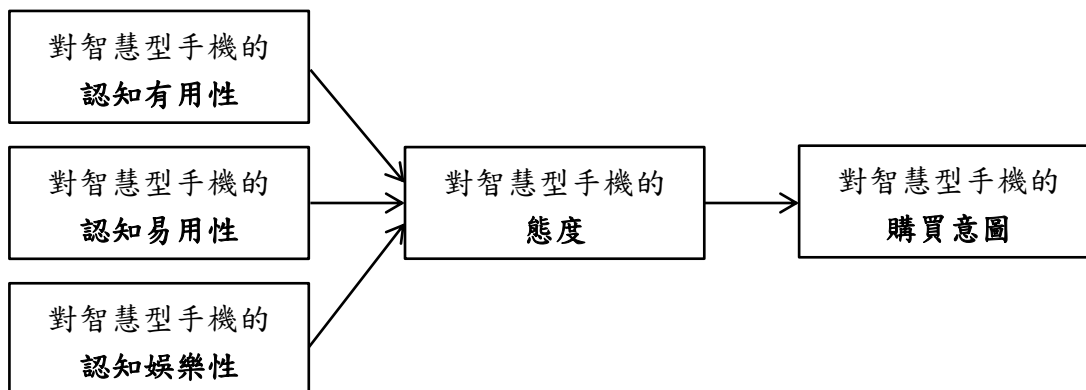 對智慧型手機的
認知有用性
對智慧型手機的
認知易用性
對智慧型手機的
認知娛樂性
對智慧型手機的
態度
對智慧型手機的
購買意圖